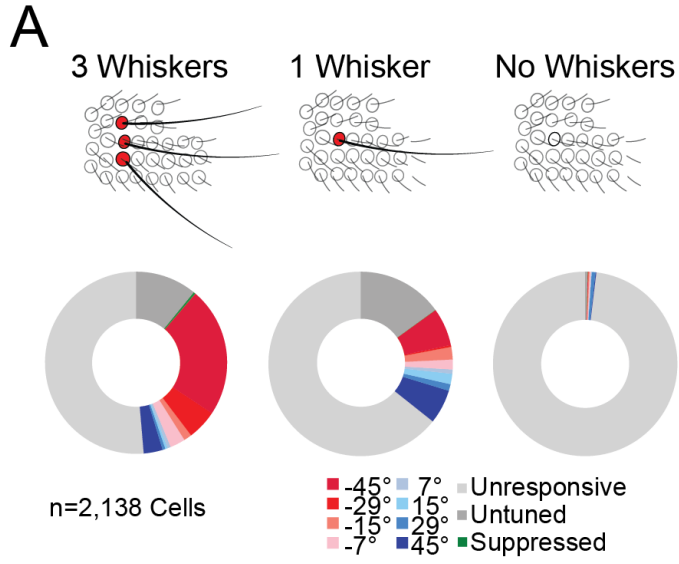 A
3 Whiskers 1 Whisker No Whiskers
n=2,138 Cells
-45° 7° Unresponsive
-29° 15° Untuned
-15° 29° Suppressed
-7° 45°